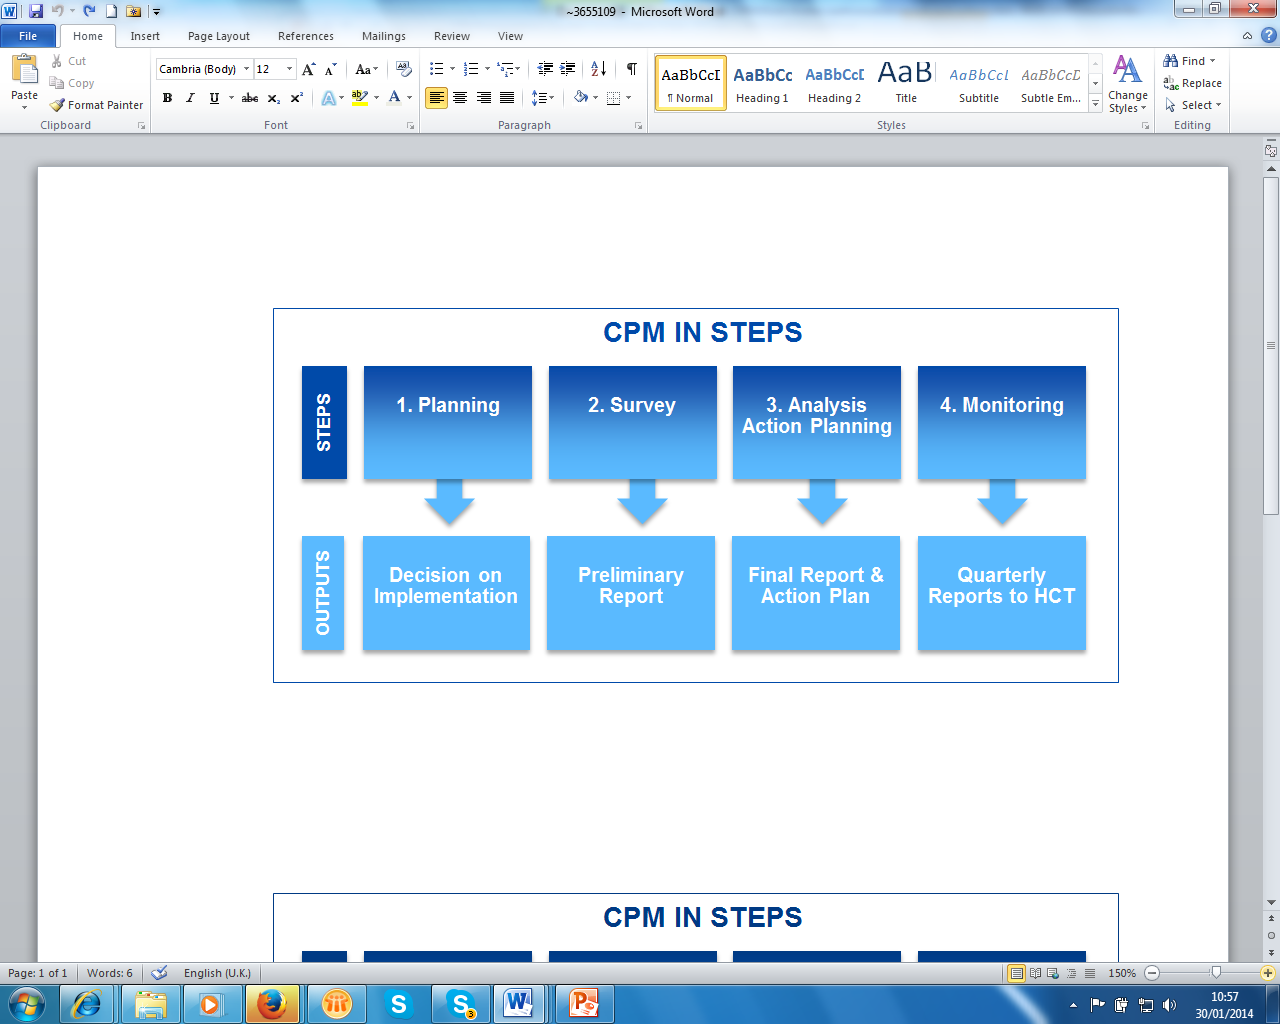 ~3655109 - Microsoft Word
File Home Insert Page Layout References Mailings Review View
Paste
Cut
Copy
Format Painter
Clipboard
Cambria (Body) 12
Font
Paragraph
AaBbCcI AaBbCc AaBbCcD AaB AaBbCcL AaBbCcD
¶ Normal Heading 1 Heading 2 Title Subtitle Subtle Em...
Change
Styles
Styles
Find
Replace
Select
Editing
CPM IN STEPS
STEPS
1. Planning
2. Survey
3. Analysis
Action Planning
4. Monitoring
OUTPUTS
Decision on
Implementation
Preliminary
Report
Final Report &
Action Plan
Quarterly
Reports to HCT
CPM IN STEPS
Page: 1 of 1 Words: 6 English (U.K.) 150%
10:57
30/01/2014